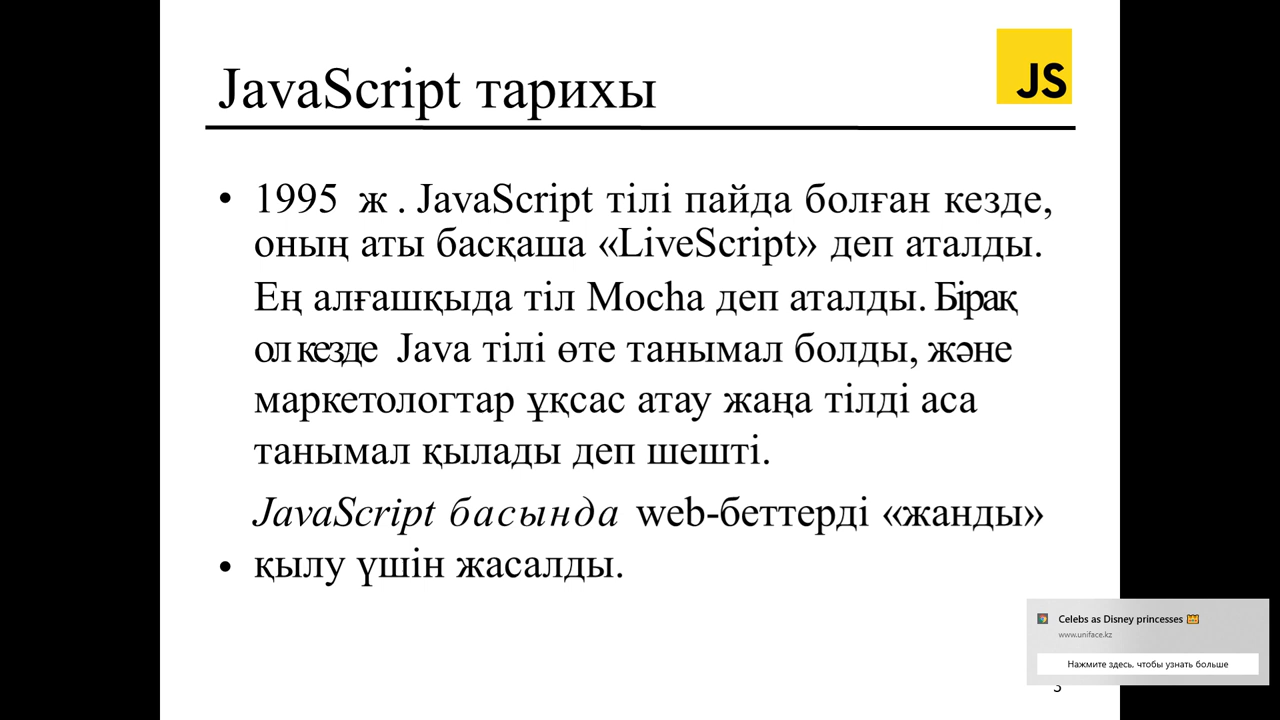 JavaScript тарихы
JS
• 1995 ж . JavaScript тілі пайда болған кезде,
оның аты басқаша «LiveScript» деп аталды.
Ең алғашқыда тіл Mocha деп аталды. Бірақ
ол кезде Java тілі өте танымал болды, және
маркетологтар ұқсас атау жаңа тілді аса
танымал қылады деп шешті.
JavaScript басында web-беттерді «жанды»
• қылу үшін жасалды.
Celebs as Disney princesses 👑
www.uniface.kz
Нажмите здесь, чтобы узнать больше
3